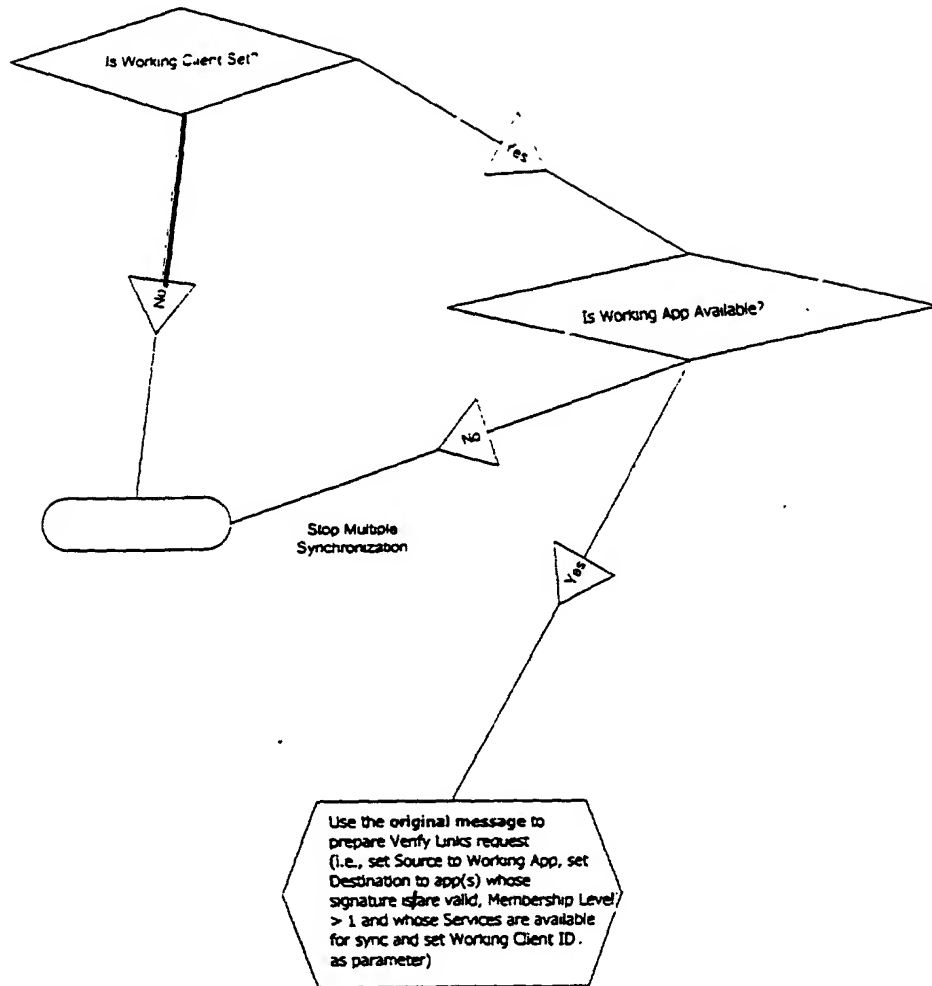 Is Working Client Set?
Yes
No
Is Working App Available?
No
Stop Multiple
Synchronization
Yes
Use the original message to
prepare Verify Links request
(i.e., set Source to Working App, set
Destination to app(s) whose
signature is/are valid, Membership Level
> 1 and whose Services are available
for sync and set Working Client ID
as parameter)